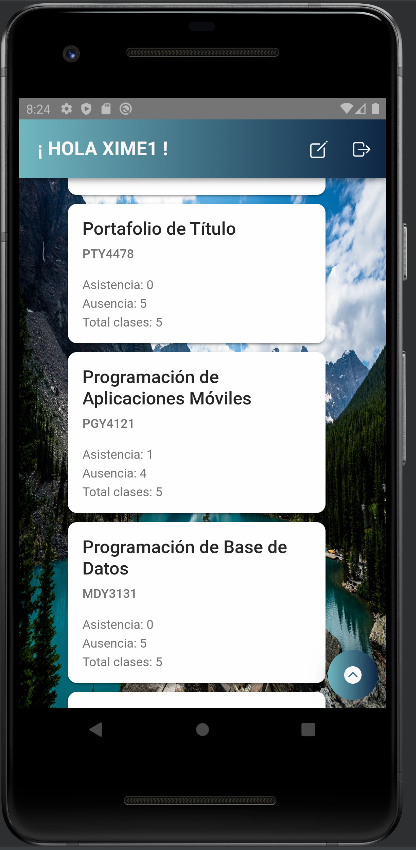 8:24
¡ HOLA XIME1 !
Portafolio de Título
PTY4478
Asistencia: 0
Ausencia: 5
Total clases: 5
Programación de
Aplicaciones Móviles
PGY4121
Asistencia: 1
Ausencia: 4
Total clases: 5
Programación de Base de
Datos
MDY3131
Asistencia: 0
Ausencia: 5
Total clases: 5